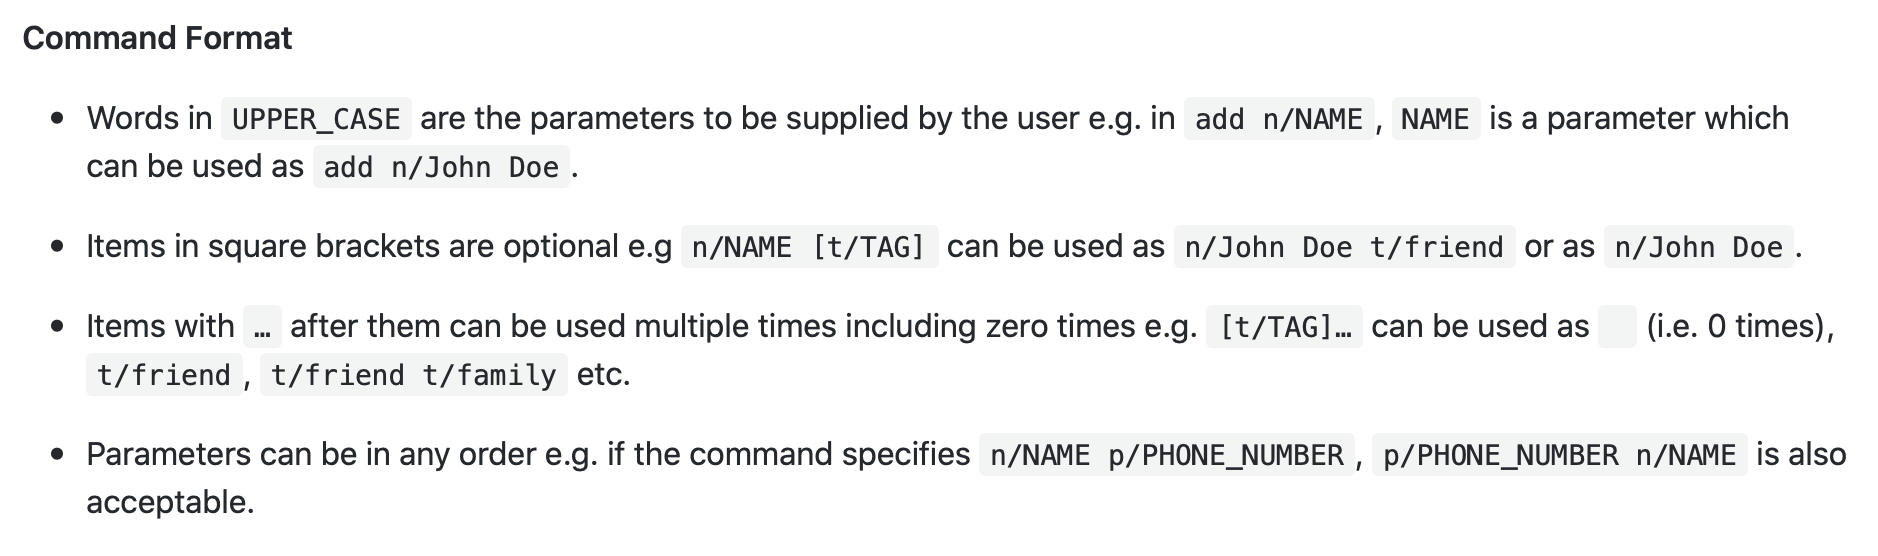 Command Format
Words in UPPER_CASE are the parameters to be supplied by the user e.g. in add n/NAME, NAME is a parameter which
can be used as add n/John Doe.
Items in square brackets are optional e.g n/NAME [t/TAG] can be used as n/John Doe t/friend or as n/John Doe.
Items with … after them can be used multiple times including zero times e.g. [t/TAG]… can be used as   (i.e. 0 times),
t/friend, t/friend t/family etc.
Parameters can be in any order e.g. if the command specifies n/NAME p/PHONE_NUMBER, p/PHONE_NUMBER n/NAME is also
acceptable.